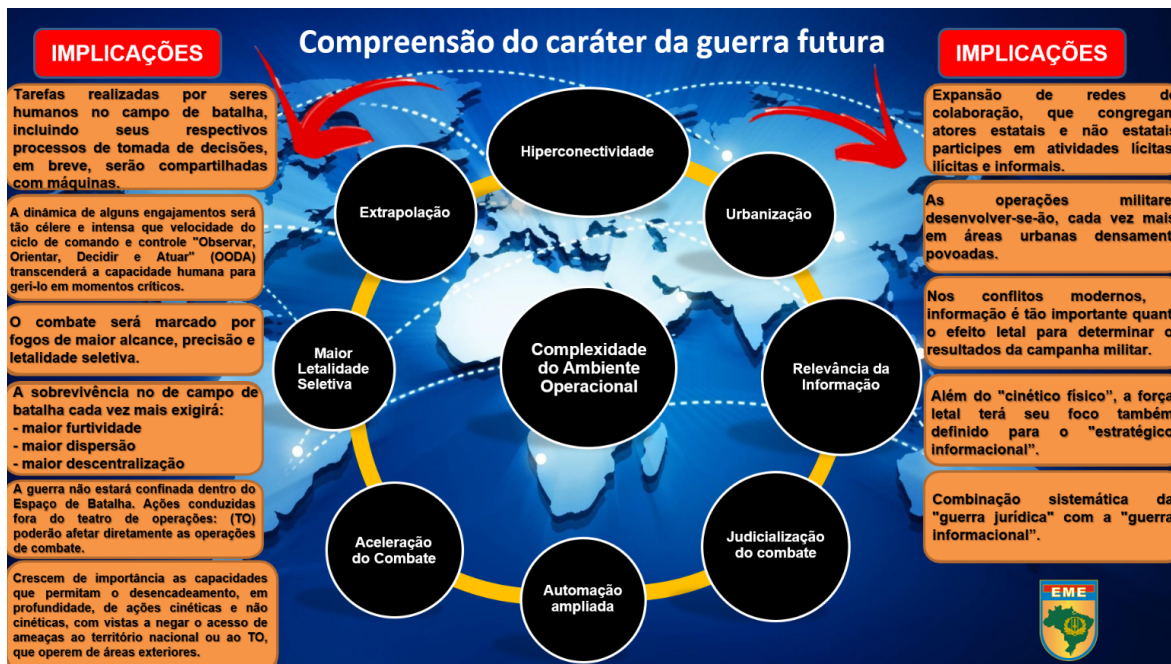 Compreensão do caráter da guerra futura
IMPLICAÇÕES
Tarefas realizadas por seres
humanos no campo de batalha,
incluindo seus respectivos
processos de tomada de decisões,
em breve, serão compartilhadas
com máquinas.
A dinâmica de alguns engajamentos será
tão célere e intensa que velocidade do
ciclo de comando e controle "Observar,
Orientar, Decidir e Atuar" (OODA)
transcenderá a capacidade humana para
geri-lo em momentos críticos.
O combate será marcado por
fogos de maior alcance, precisão e
letalidade seletiva.
A sobrevivência no de campo de
batalha cada vez mais exigirá:
- maior furtividade
- maior dispersão
- maior descentralização
A guerra não estará confinada dentro do
Espaço de Batalha. Ações conduzidas
fora do teatro de operações: (TO)
poderão afetar diretamente as operações
de combate.
Crescem de importância as capacidades
que permitam o desencadeamento, em
profundidade, de ações cinéticas e não
cinéticas, com vistas a negar o acesso de
ameaças ao território nacional ou ao TO,
que operem de áreas exteriores.
Hiperconectividade
Extrapolação
Urbanização
Maior
Letalidade
Seletiva
Complexidade
do Ambiente
Operacional
Relevância da
Informação
Aceleração
do Combate
Judicialização
do combate
Automação
ampliada
IMPLICAÇÕES
Expansão de redes de
colaboração, que congregam
atores estatais e não estatais
participes em atividades lícitas,
ilícitas e informais.
As operações militare
desenvolver-se-ão, cada vez mais
em áreas urbanas densament
povoadas.
Nos conflitos modernos,
informação é tão importante quant
o efeito letal para determinar o
resultados da campanha militar.
Além do "cinético físico", a força
letal terá seu foco também
definido para o "estratégico
informacional".
Combinação sistemática da
"guerra jurídica" com a "guerra
informacional".
EME